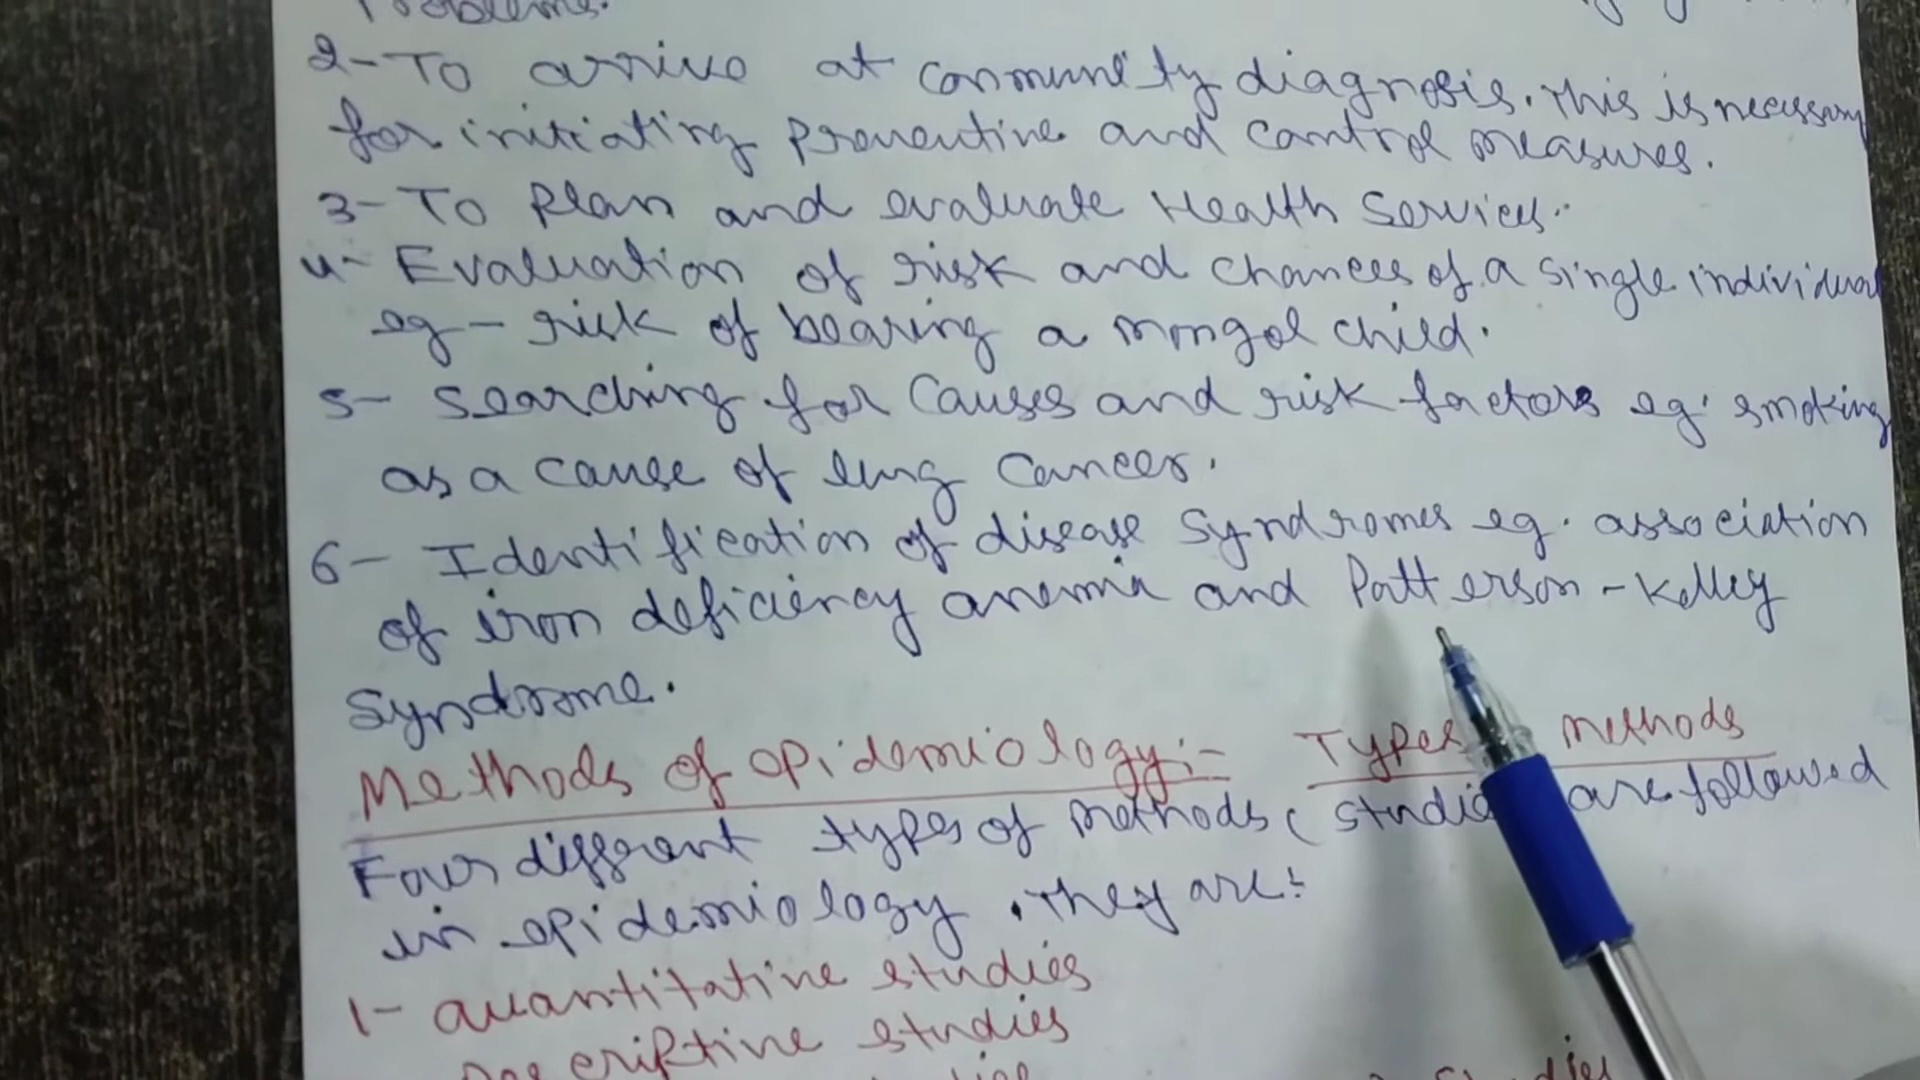 Problems.
2- To arrive at community diagnosis. This is necessary
for initiating preventive and control measures.
3- To plan and evaluate Health Services.
4- Evaluation of risk and chances of a single individual
eg - risk of bearing a mongol child.
5- Searching for causes and risk factors eg. smoking
as a cause of lung cancer.
6- Identification of disease syndromes eg. association
of iron deficiency anemia and Patterson - Kelley
Syndrome.
Methods of epidemiology:- Types methods
Four different types of methods ( studies are followed
in epidemiology. They are:
1- Quantitative studies
Descriptive studies